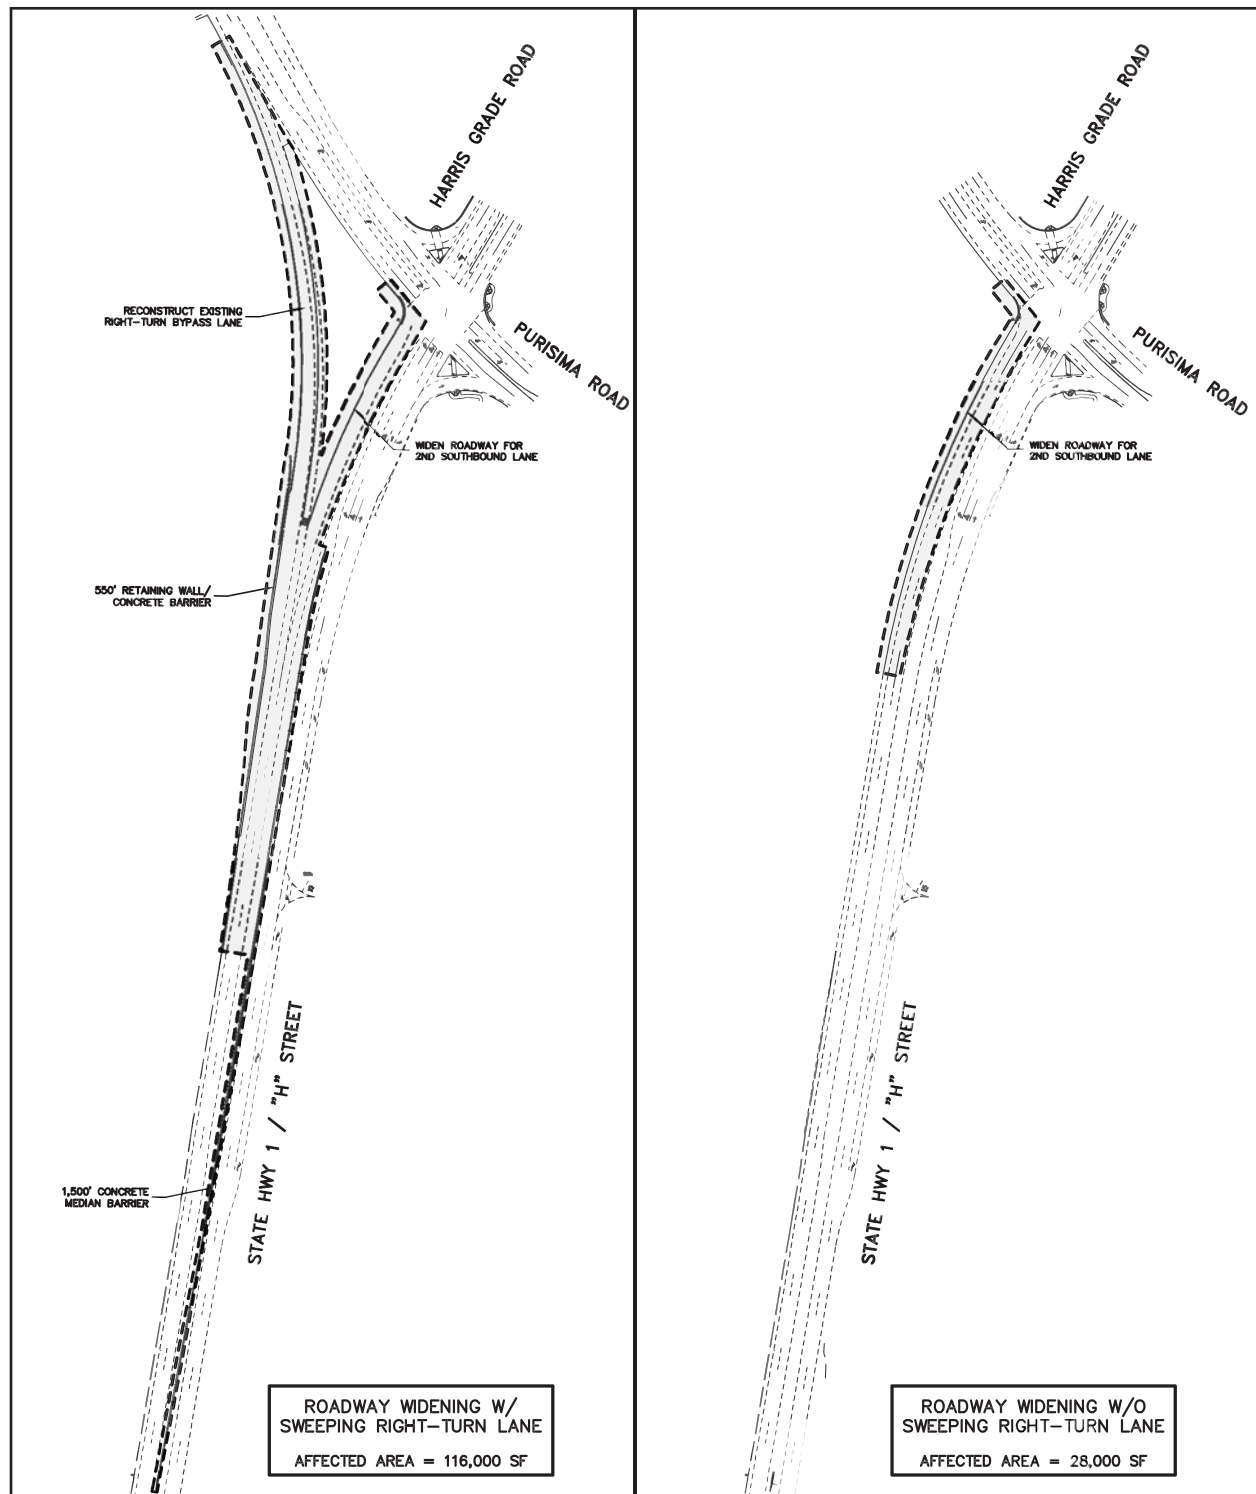 HARRIS GRADE ROAD
RECONSTRUCT EXISTING
RIGHT-TURN BYPASS LANE
PURISIMA ROAD
WIDEN ROADWAY FOR
2ND SOUTHBOUND LANE
550' RETAINING WALL/
CONCRETE BARRIER
STATE HWY 1 / "H" STREET
1,500' CONCRETE
MEDIAN BARRIER
ROADWAY WIDENING W/
SWEEPING RIGHT-TURN LANE
AFFECTED AREA = 116,000 SF
HARRIS GRADE ROAD
PURISIMA ROAD
WIDEN ROADWAY FOR
2ND SOUTHBOUND LANE
STATE HWY 1 / "H" STREET
ROADWAY WIDENING W/O
SWEEPING RIGHT-TURN LANE
AFFECTED AREA = 28,000 SF